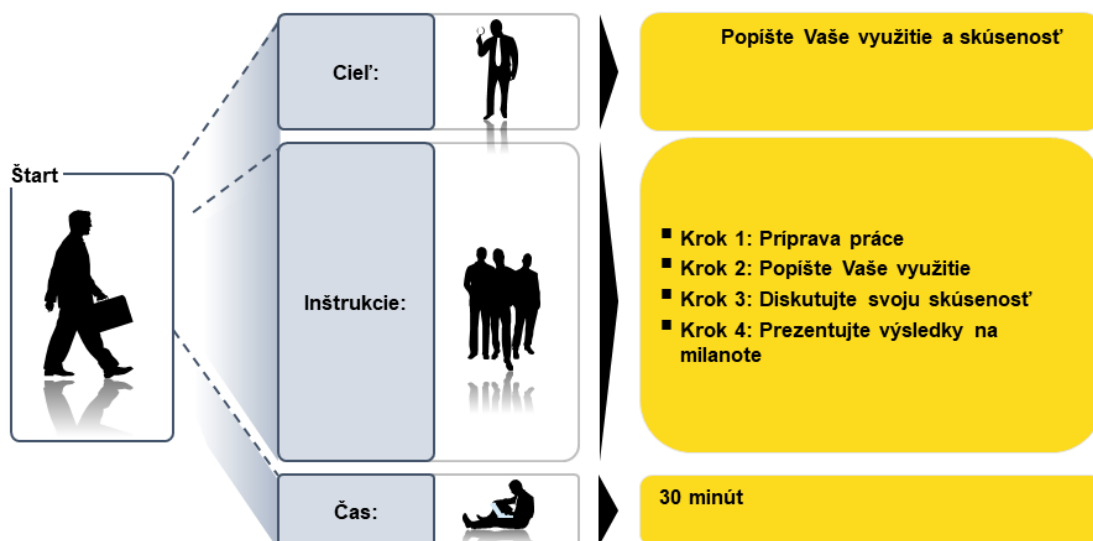 Štart
Cieľ:
Popíšte Vaše využitie a skúsenosť
Inštrukcie:
▪ Krok 1: Príprava práce
▪ Krok 2: Popíšte Vaše využitie
▪ Krok 3: Diskutujte svoju skúsenosť
▪ Krok 4: Prezentujte výsledky na
milanote
Čas:
30 minút